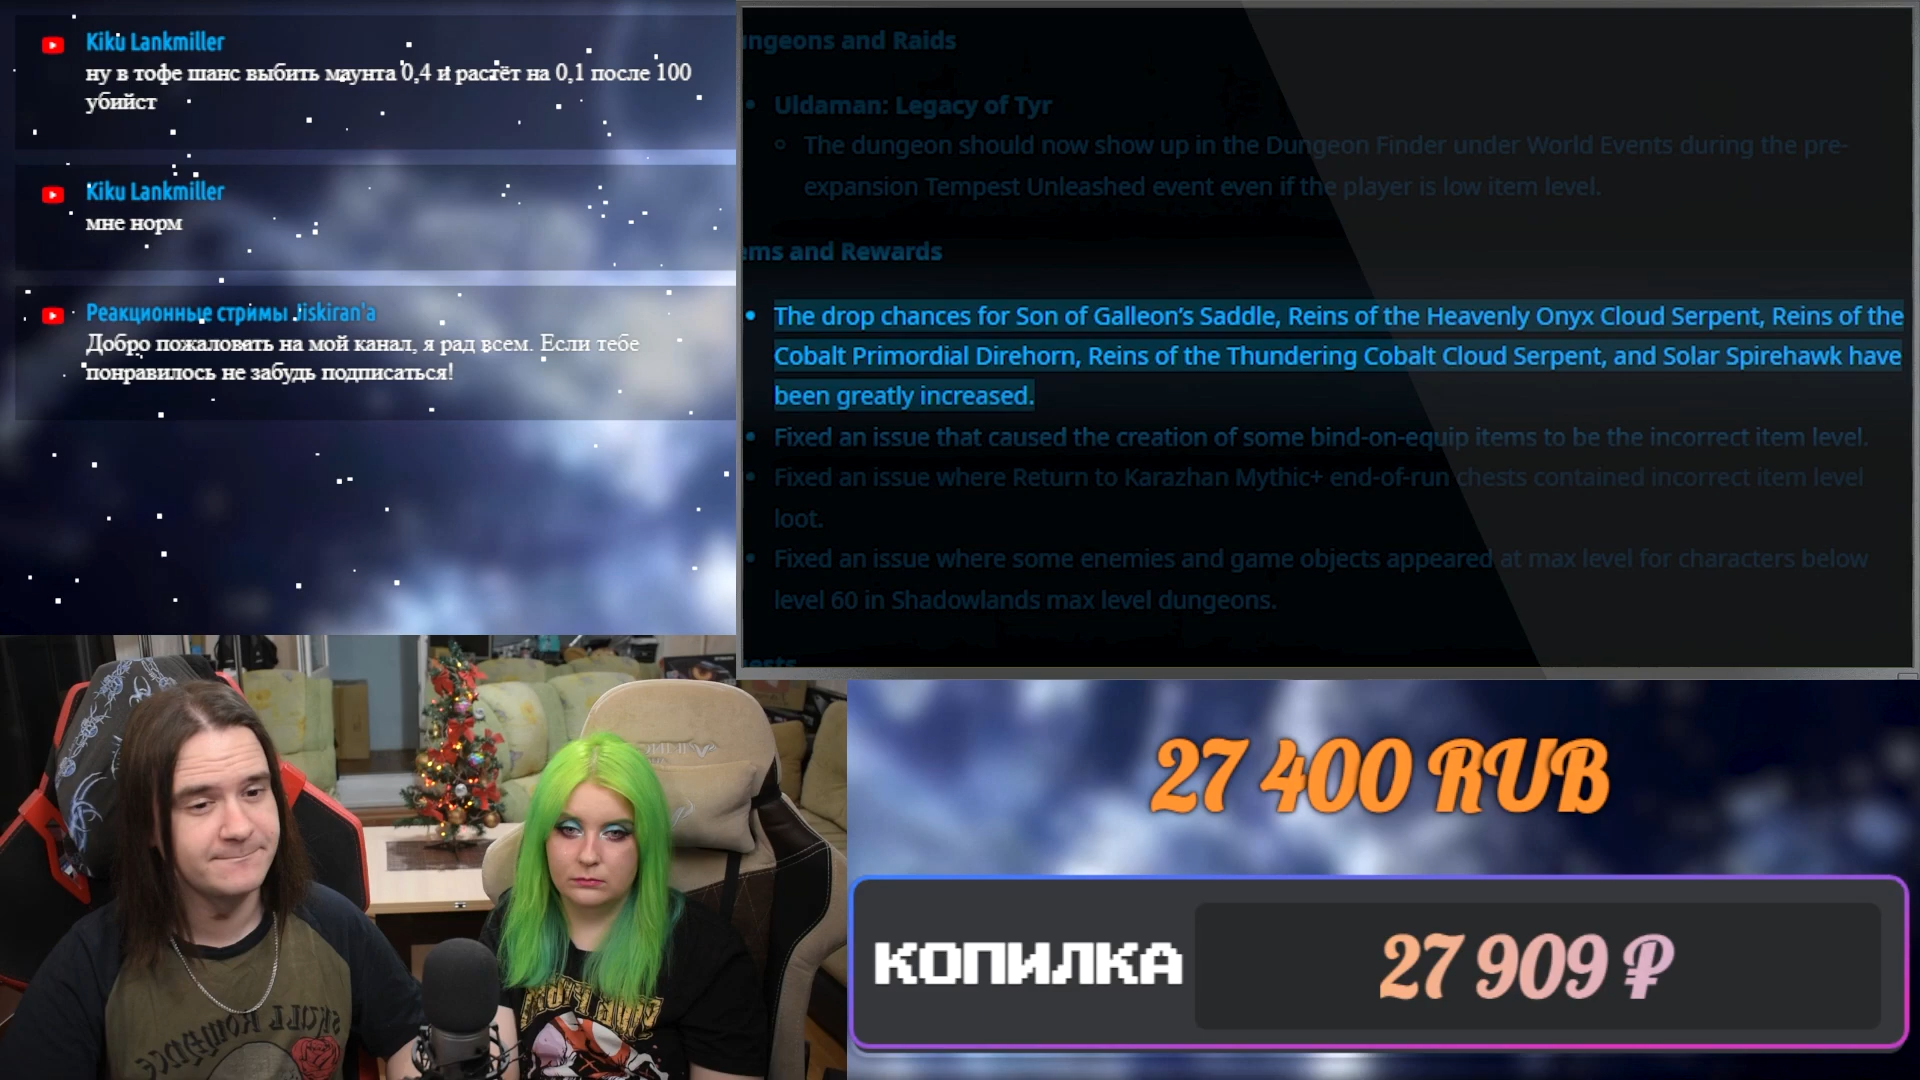 Kiku Lankmiller
ну в тофе шанс выбить маунта 0,4 и растёт на 0,1 после 100
убийст
Kiku Lankmiller
мне норм
Реакционные стримы Jiskiran'a
Добро пожаловать на мой канал, я рад всем. Если тебе
понравилось не забудь подписаться!
ngeons and Raids
Uldaman: Legacy of Tyr
The dungeon should now show up in the Dungeon Finder under World Events during the pre-
expansion Tempest Unleashed event even if the player is low item level.
ems and Rewards
The drop chances for Son of Galleon’s Saddle, Reins of the Heavenly Onyx Cloud Serpent, Reins of the
Cobalt Primordial Direhorn, Reins of the Thundering Cobalt Cloud Serpent, and Solar Spirehawk have
been greatly increased.
Fixed an issue that caused the creation of some bind-on-equip items to be the incorrect item level.
Fixed an issue where Return to Karazhan Mythic+ end-of-run chests contained incorrect item level
loot.
Fixed an issue where some enemies and game objects appeared at max level for characters below
level 60 in Shadowlands max level dungeons.
ests
27 400 RUB
КОПИЛКА
27 909 ₽
SKULL ROMANCE